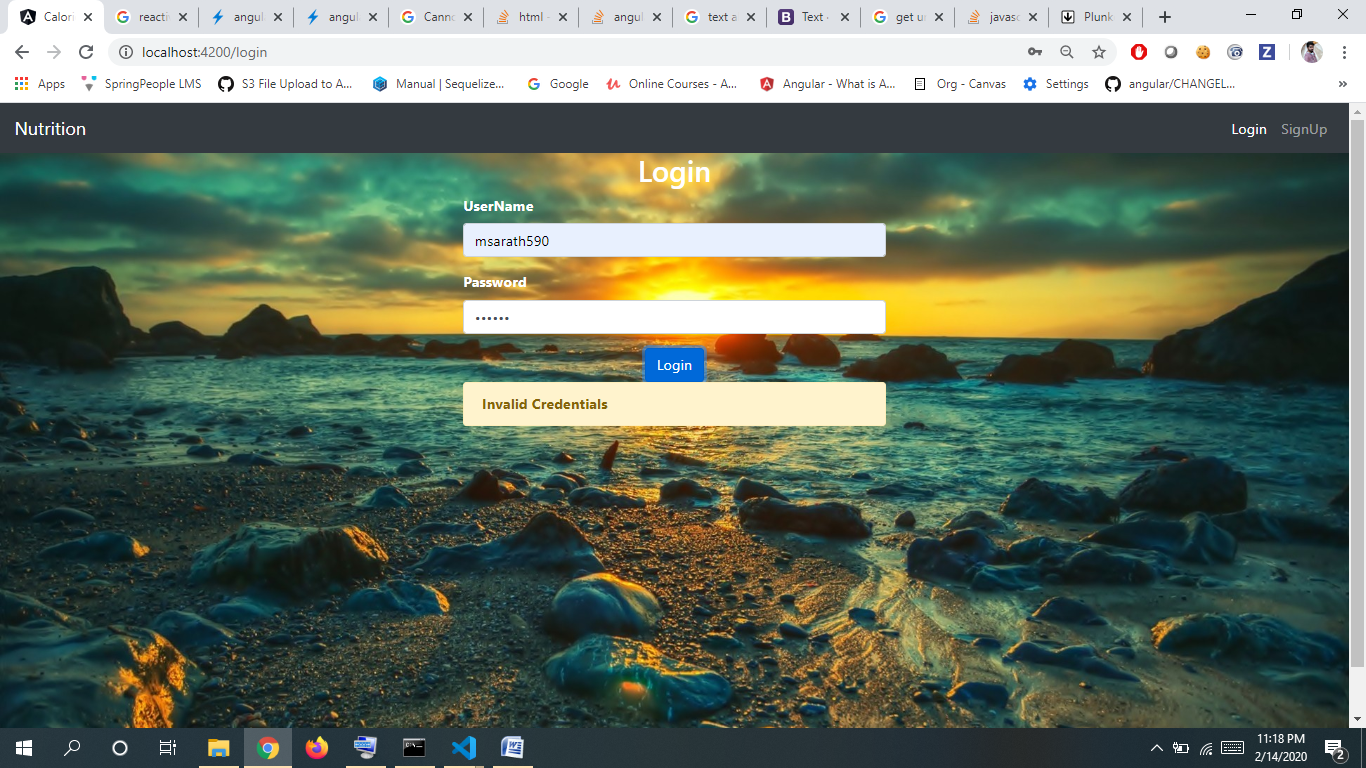 Calori
reacti
angul
angul
Canno
html -
angul
text a
Text ·
get ur
javasc
Plunk
localhost:4200/login
Apps
SpringPeople LMS
S3 File Upload to A...
Manual | Sequelize...
Google
Online Courses - A...
Angular - What is A...
Org - Canvas
Settings
angular/CHANGEL...
»
Nutrition
Login
SignUp
Login
UserName
msarath590
Password
••••••
Login
Invalid Credentials
11:18 PM
2/14/2020
2